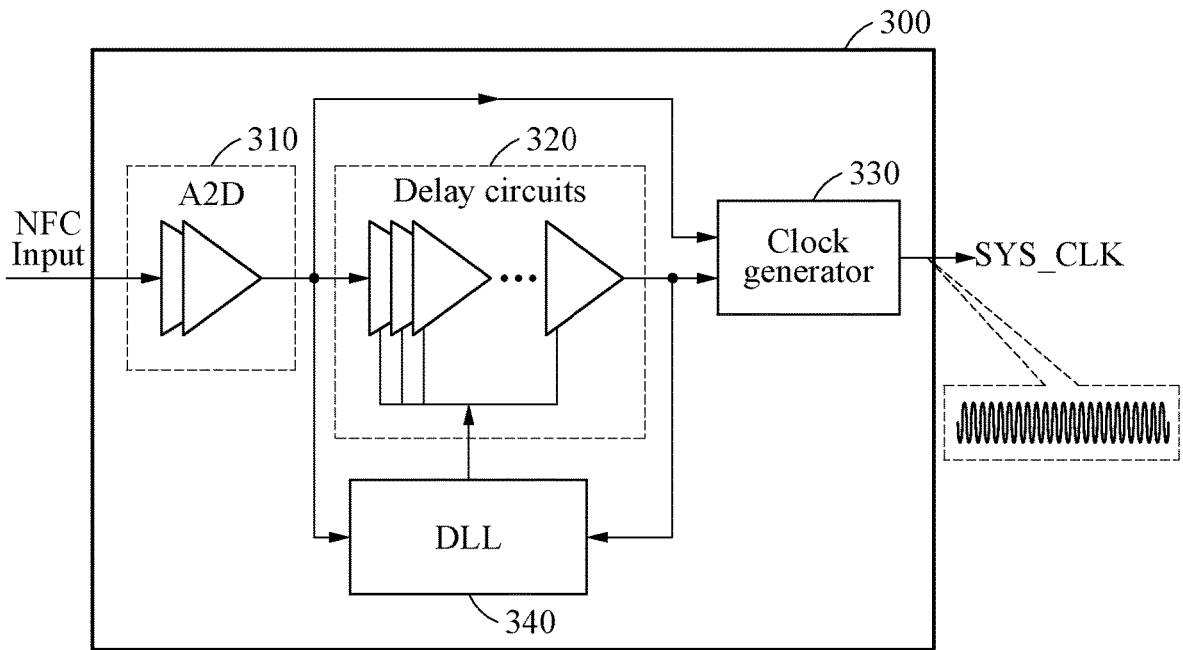 300
310
320
330
A2D
Delay circuits
NFC
Input
Clock
generator
SYS_CLK
DLL
340